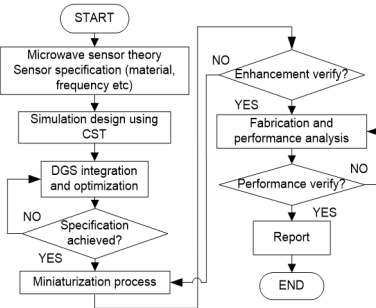 START
Microwave sensor theory
Sensor specification (material,
frequency etc)
Simulation design using
CST
DGS integration
and optimization
NO
Specification
achieved?
YES
Miniaturization process
NO
Enhancement verify?
YES
Fabrication and
performance analysis
NO
Performance verify?
YES
Report
END